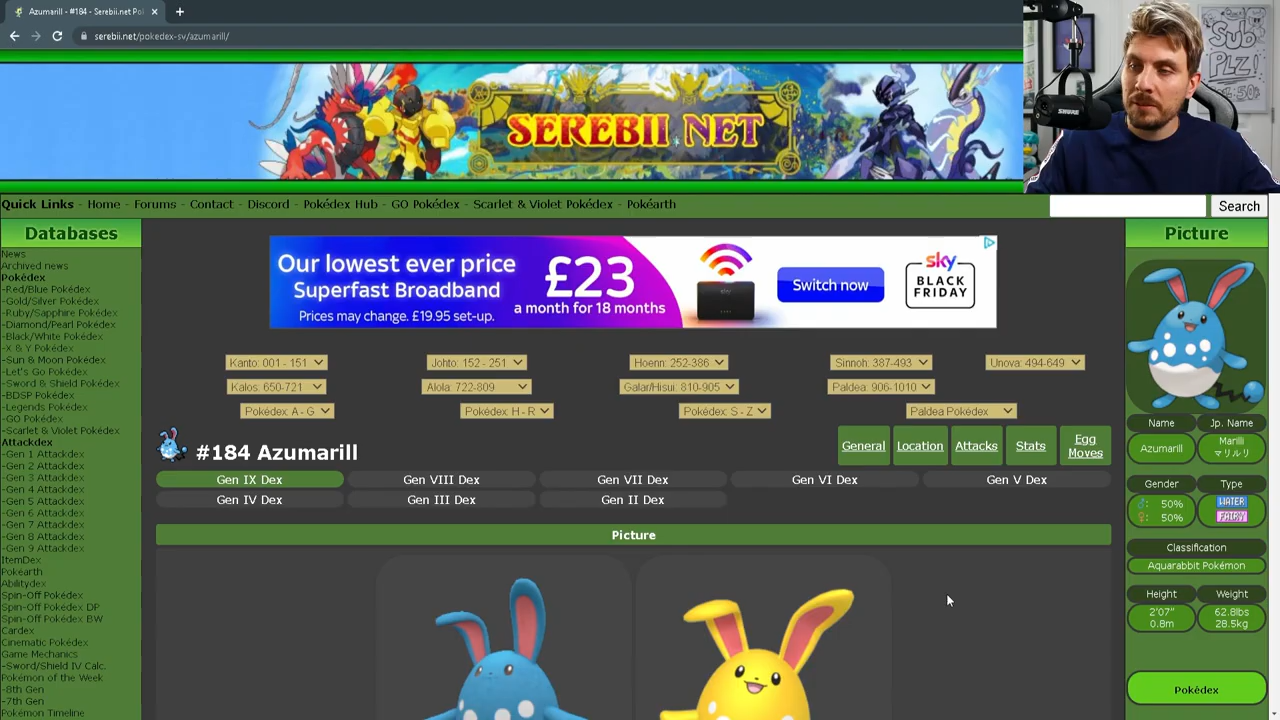 Azumarill - #184 - Serebii.net Pok
serebii.net/pokedex-sv/azumarill/
SUB
PLZ!
SHURE
SEREBII.NET
Quick Links - Home - Forums - Contact - Discord - Pokédex Hub - GO Pokédex - Scarlet & Violet Pokédex - Pokéarth
Search
Databases
News
Archived news
Pokédex
-Red/Blue Pokédex
-Gold/Silver Pokédex
-Ruby/Sapphire Pokédex
-Diamond/Pearl Pokédex
-Black/White Pokédex
-X & Y Pokédex
-Sun & Moon Pokédex
-Let's Go Pokédex
-Sword & Shield Pokédex
-BDSP Pokédex
-Legends Pokédex
-GO Pokédex
-Scarlet & Violet Pokédex
Attackdex
-Gen 1 Attackdex
-Gen 2 Attackdex
-Gen 3 Attackdex
-Gen 4 Attackdex
-Gen 5 Attackdex
-Gen 6 Attackdex
-Gen 7 Attackdex
-Gen 8 Attackdex
-Gen 9 Attackdex
ItemDex
Pokéarth
Abilitydex
Spin-Off Pokédex
Spin-Off Pokédex DP
Spin-Off Pokédex BW
Cardex
Cinematic Pokédex
Game Mechanics
-Sword/Shield IV Calc.
Pokémon of the Week
-8th Gen
-7th Gen
Pokémon Timeline
Our lowest ever price
Superfast Broadband
Prices may change. £19.95 set-up.
£23
a month for 18 months
Switch now
sky
BLACK
FRIDAY
Kanto: 001 - 151
Johto: 152 - 251
Hoenn: 252-386
Sinnoh: 387-493
Unova: 494-649
Kalos: 650-721
Alola: 722-809
Galar/Hisui: 810-905
Paldea: 906-1010
Pokédex: A - G
Pokédex: H - R
Pokédex: S - Z
Paldea Pokédex
#184 Azumarill
General
Location
Attacks
Stats
Egg
Moves
Gen IX Dex
Gen VIII Dex
Gen VII Dex
Gen VI Dex
Gen V Dex
Gen IV Dex
Gen III Dex
Gen II Dex
Picture
Picture
Name
Jp. Name
Azumarill
Marilli
マリルリ
Gender
Type
♂: 50%
♀: 50%
WATER
FAIRY
Classification
Aquarabbit Pokémon
Height
Weight
2'07"
0.8m
62.8lbs
28.5kg
Pokédex